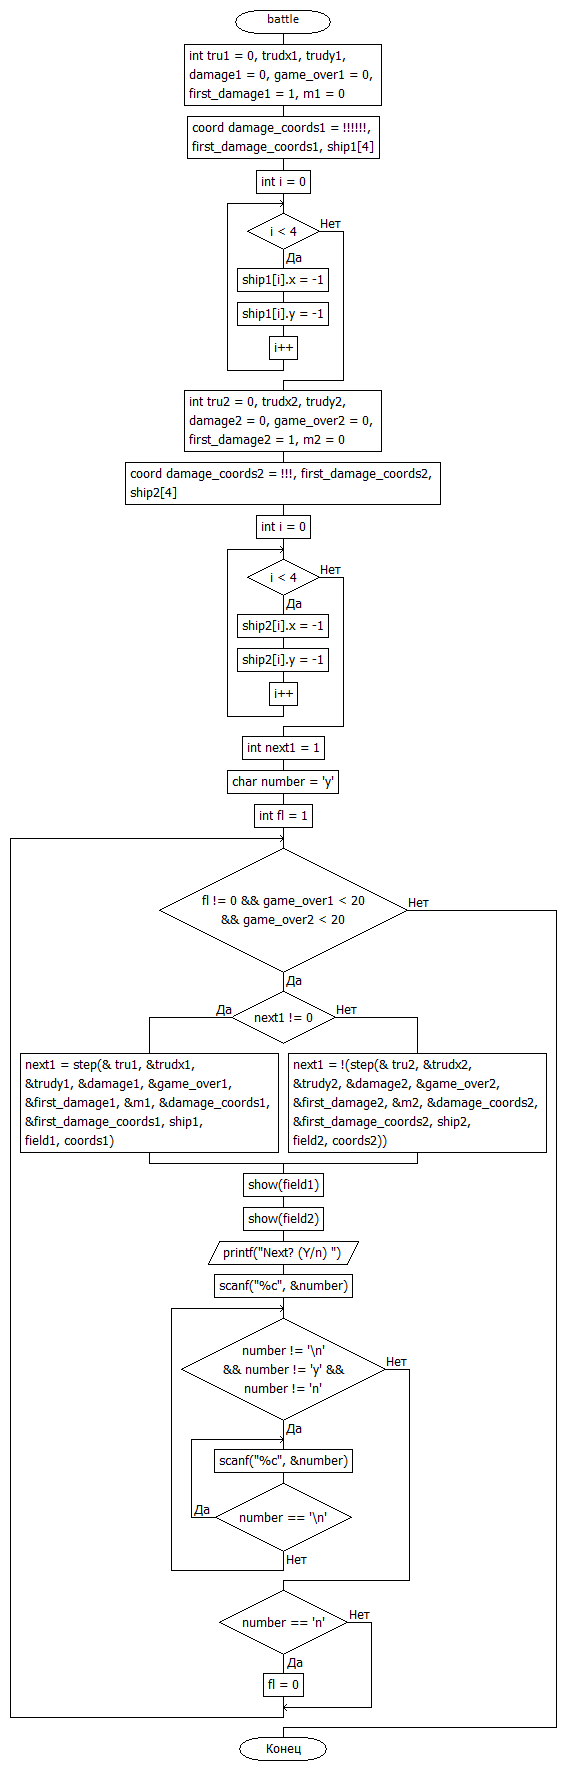 battle
int tru1 = 0, trudx1, trudy1,
damage1 = 0, game_over1 = 0,
first_damage1 = 1, m1 = 0
coord damage_coords1 = !!!!!!,
first_damage_coords1, ship1[4]
int i = 0
i < 4
Нет
Да
ship1[i].x = -1
ship1[i].y = -1
i++
int tru2 = 0, trudx2, trudy2,
damage2 = 0, game_over2 = 0,
first_damage2 = 1, m2 = 0
coord damage_coords2 = !!!, first_damage_coords2,
ship2[4]
int i = 0
i < 4
Нет
Да
ship2[i].x = -1
ship2[i].y = -1
i++
int next1 = 1
char number = 'y'
int fl = 1
fl != 0 && game_over1 < 20
&& game_over2 < 20
Нет
Да
next1 != 0
Да
Нет
next1 = step(& tru1, &trudx1,
&trudy1, &damage1, &game_over1,
&first_damage1, &m1, &damage_coords1,
&first_damage_coords1, ship1,
field1, coords1)
next1 = !(step(& tru2, &trudx2,
&trudy2, &damage2, &game_over2,
&first_damage2, &m2, &damage_coords2,
&first_damage_coords2, ship2,
field2, coords2))
show(field1)
show(field2)
printf("Next? (Y/n) ")
scanf("%c", &number)
number != '\n'
&& number != 'y' &&
number != 'n'
Нет
Да
scanf("%c", &number)
number == '\n'
Да
Нет
number == 'n'
Нет
Да
fl = 0
Конец